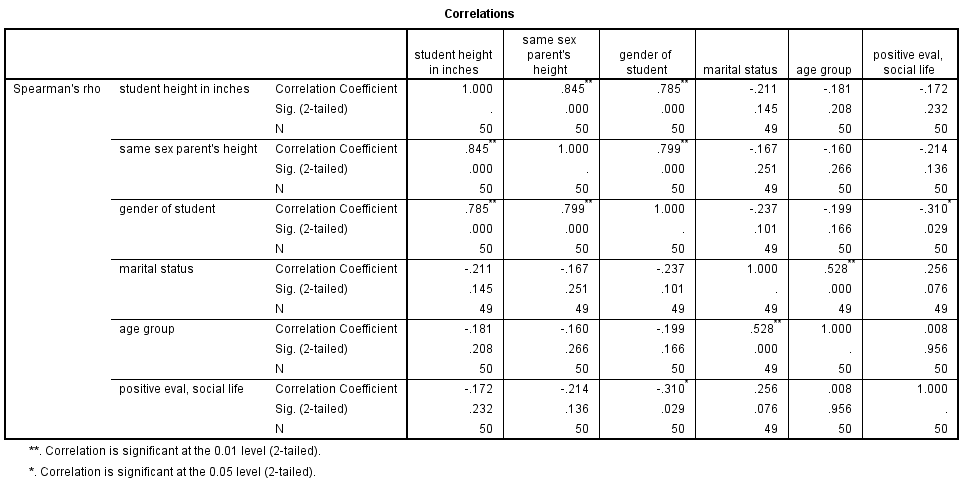 Correlations
student height in inches same sex parent's height gender of student marital status age group positive eval, social life
Spearman's rho student height in inches Correlation Coefficient 1.000 .845** .785** -.211 -.181 -.172
Sig. (2-tailed) . .000 .000 .145 .208 .232
N 50 50 50 49 50 50
same sex parent's height Correlation Coefficient .845** 1.000 .799** -.167 -.160 -.214
Sig. (2-tailed) .000 . .000 .251 .266 .136
N 50 50 50 49 50 50
gender of student Correlation Coefficient .785** .799** 1.000 -.237 -.199 -.310*
Sig. (2-tailed) .000 .000 . .101 .166 .029
N 50 50 50 49 50 50
marital status Correlation Coefficient -.211 -.167 -.237 1.000 .528** .256
Sig. (2-tailed) .145 .251 .101 . .000 .076
N 49 49 49 49 49 49
age group Correlation Coefficient -.181 -.160 -.199 .528** 1.000 .008
Sig. (2-tailed) .208 .266 .166 .000 . .956
N 50 50 50 49 50 50
positive eval, social life Correlation Coefficient -.172 -.214 -.310* .256 .008 1.000
Sig. (2-tailed) .232 .136 .029 .076 .956 .
N 50 50 50 49 50 50
**. Correlation is significant at the 0.01 level (2-tailed).
*. Correlation is significant at the 0.05 level (2-tailed).